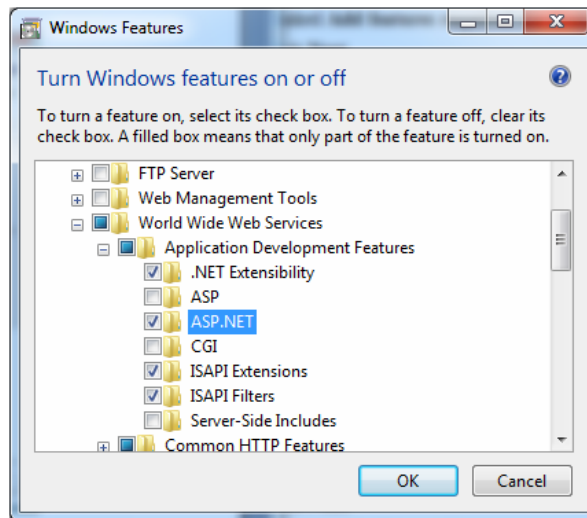 Windows Features
Turn Windows features on or off
To turn a feature on, select its check box. To turn a feature off, clear its
check box. A filled box means that only part of the feature is turned on.
FTP Server
Web Management Tools
World Wide Web Services
Application Development Features
.NET Extensibility
ASP
ASP.NET
CGI
ISAPI Extensions
ISAPI Filters
Server-Side Includes
Common HTTP Features
OK Cancel